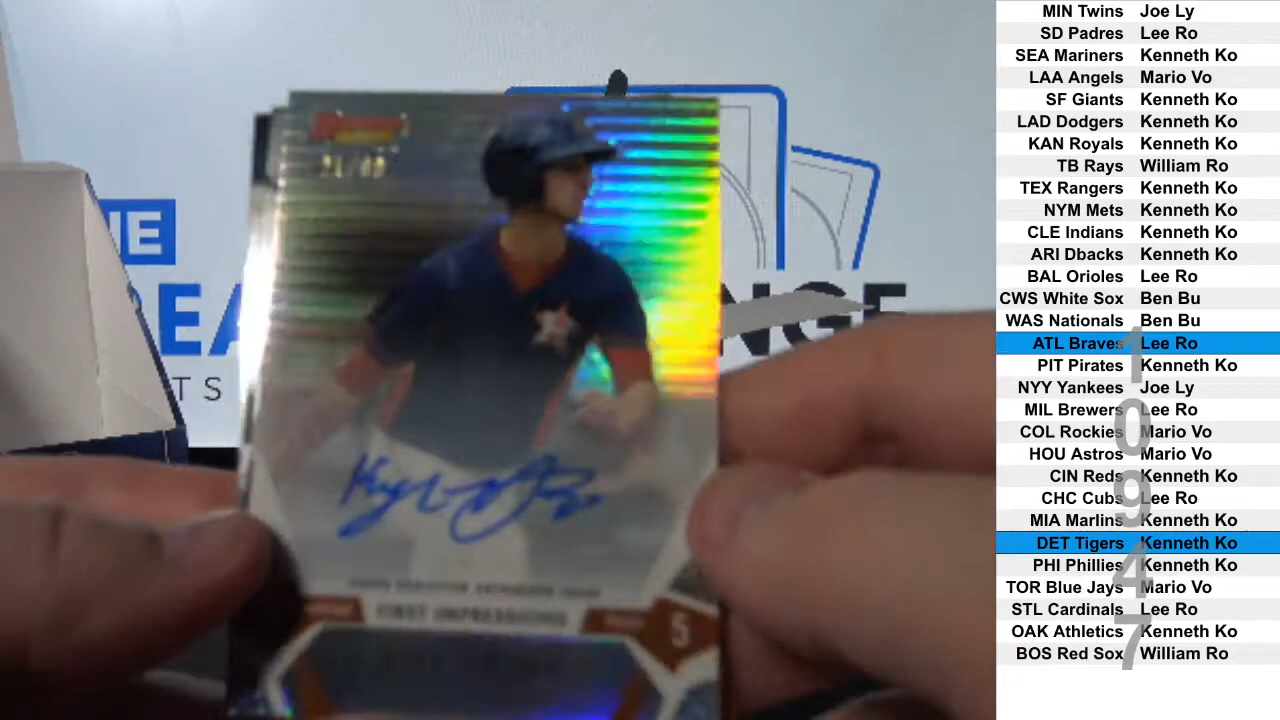 MIN Twins Joe Ly
SD Padres Lee Ro
SEA Mariners Kenneth Ko
LAA Angels Mario Vo
SF Giants Kenneth Ko
LAD Dodgers Kenneth Ko
KAN Royals Kenneth Ko
TB Rays William Ro
TEX Rangers Kenneth Ko
NYM Mets Kenneth Ko
CLE Indians Kenneth Ko
ARI Dbacks Kenneth Ko
BAL Orioles Lee Ro
CWS White Sox Ben Bu
WAS Nationals Ben Bu
ATL Braves Lee Ro
PIT Pirates Kenneth Ko
NYY Yankees Joe Ly
MIL Brewers Lee Ro
COL Rockies Mario Vo
HOU Astros Mario Vo
CIN Reds Kenneth Ko
CHC Cubs Lee Ro
MIA Marlins Kenneth Ko
DET Tigers Kenneth Ko
PHI Phillies Kenneth Ko
TOR Blue Jays Mario Vo
STL Cardinals Lee Ro
OAK Athletics Kenneth Ko
BOS Red Sox William Ro
10947
FIRST IMPRESSIONS
5